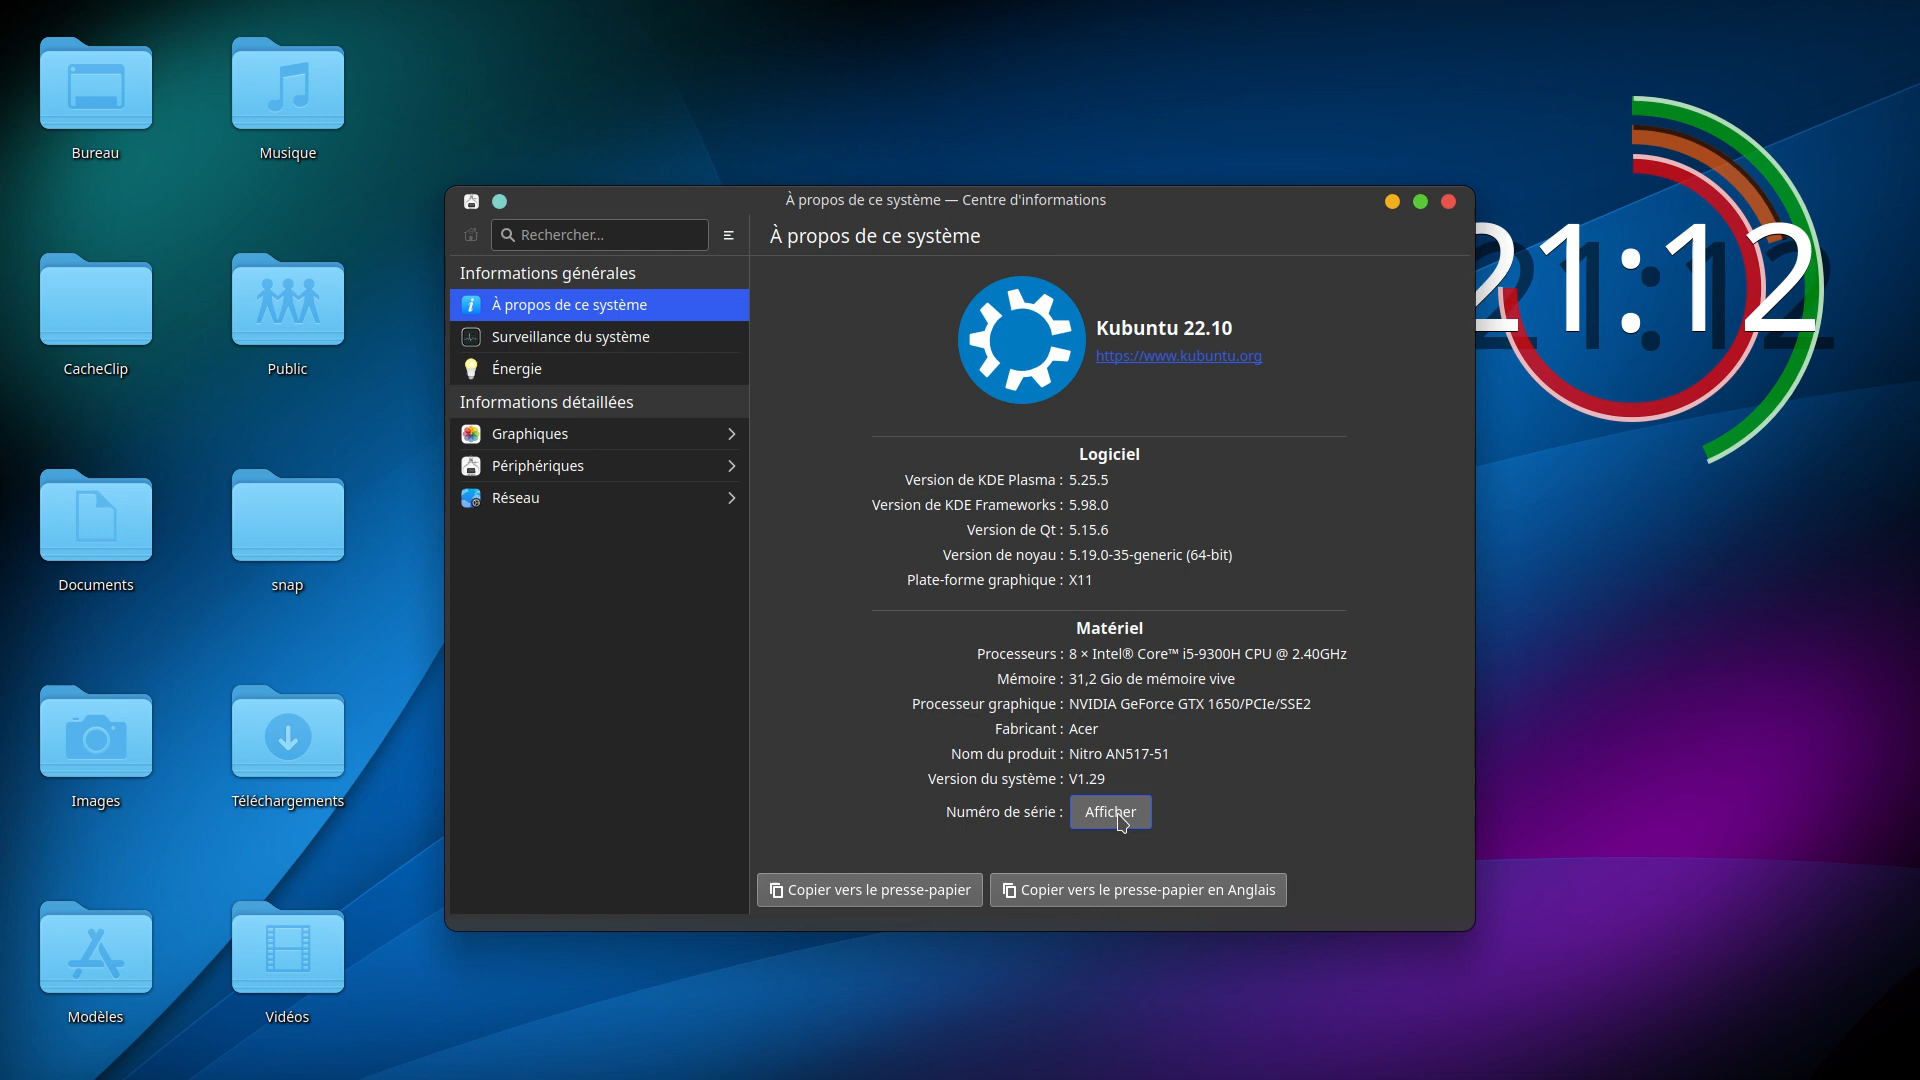 Bureau
Musique
CacheClip
Public
Documents
snap
Images
Téléchargements
Modèles
Vidéos
À propos de ce système — Centre d'informations
Rechercher...
À propos de ce système
Informations générales
À propos de ce système
Surveillance du système
Énergie
Informations détaillées
Graphiques
Périphériques
Réseau
Kubuntu 22.10
https://www.kubuntu.org
Logiciel
Version de KDE Plasma : 5.25.5
Version de KDE Frameworks : 5.98.0
Version de Qt : 5.15.6
Version de noyau : 5.19.0-35-generic (64-bit)
Plate-forme graphique : X11
Matériel
Processeurs : 8 × Intel® Core™ i5-9300H CPU @ 2.40GHz
Mémoire : 31,2 Gio de mémoire vive
Processeur graphique : NVIDIA GeForce GTX 1650/PCIe/SSE2
Fabricant : Acer
Nom du produit : Nitro AN517-51
Version du système : V1.29
Numéro de série : Afficher
Copier vers le presse-papier
Copier vers le presse-papier en Anglais
21:12